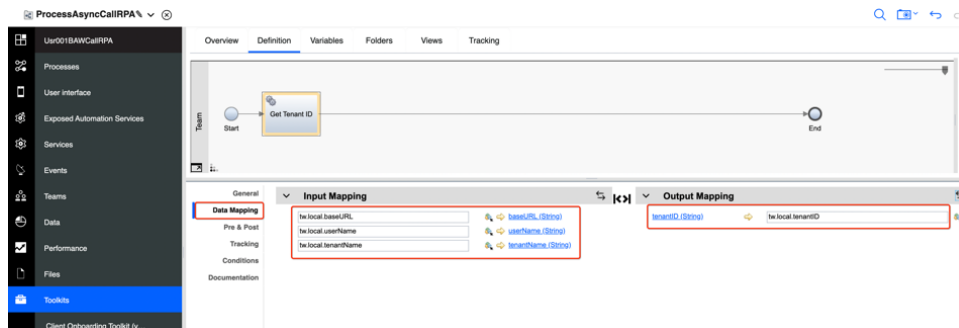 ProcessAsyncCallRPA
Usr001BAWCallRPA
Overview Definition Variables Folders Views Tracking
Processes
User interface
Exposed Automation Services
Services
Events
Teams
Data
Performance
Files
Toolkits
Client Onboarding Toolkit (v...
Team
Start
Get Tenant ID
End
General
Data Mapping
Pre & Post
Tracking
Conditions
Documentation
Input Mapping
tw.local.baseURL baseURL (String)
tw.local.userName userName (String)
tw.local.tenantName tenantName (String)
Output Mapping
tenantID (String) tw.local.tenantID